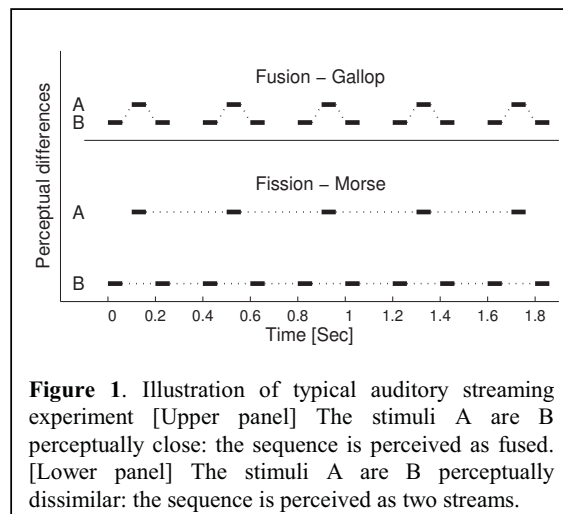 Fusion − Gallop
A
B
Perceptual differences
Fission − Morse
A
B
0 0.2 0.4 0.6 0.8 1 1.2 1.4 1.6 1.8
Time [Sec]
Figure 1. Illustration of typical auditory streaming
experiment [Upper panel] The stimuli A are B
perceptually close: the sequence is perceived as fused.
[Lower panel] The stimuli A are B perceptually
dissimilar: the sequence is perceived as two streams.